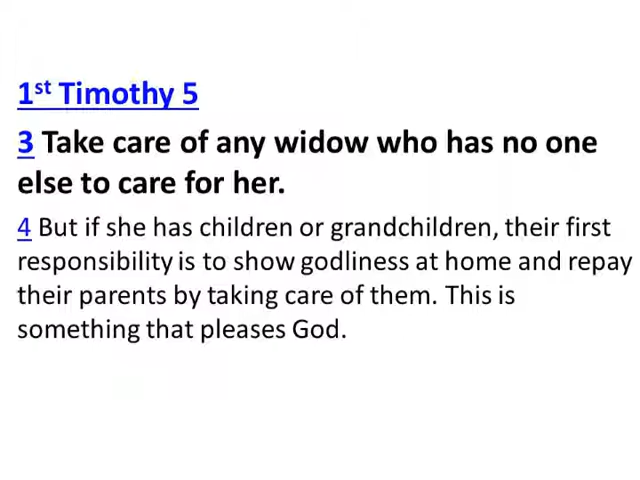 1st Timothy 5
3 Take care of any widow who has no one
else to care for her.
4 But if she has children or grandchildren, their first
responsibility is to show godliness at home and repay
their parents by taking care of them. This is
something that pleases God.